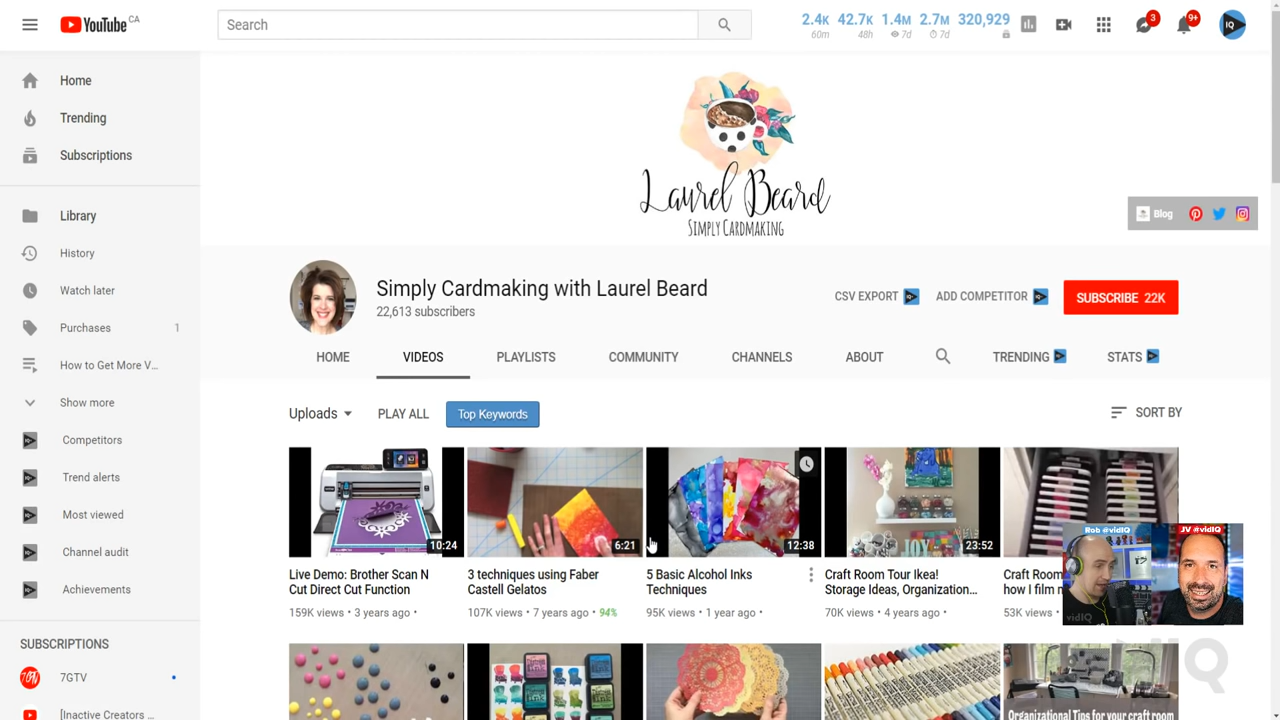 YouTube CA
Search
2.4K 42.7K 1.4M 2.7M 320,929
60m 48h 7d 7d
3
9+
IQ
Home
Trending
Subscriptions
Library
History
Watch later
Purchases 1
How to Get More V...
Show more
Competitors
Trend alerts
Most viewed
Channel audit
Achievements
SUBSCRIPTIONS
7GTV
[Inactive Creators ...
Laurel Beard
SIMPLY CARDMAKING
Blog
Simply Cardmaking with Laurel Beard
22,613 subscribers
CSV EXPORT ADD COMPETITOR SUBSCRIBE 22K
HOME VIDEOS PLAYLISTS COMMUNITY CHANNELS ABOUT TRENDING STATS
Uploads PLAY ALL Top Keywords SORT BY
10:24 6:21 12:38 23:52
Live Demo: Brother Scan N
Cut Direct Cut Function
159K views • 3 years ago •
3 techniques using Faber
Castell Gelatos
107K views • 7 years ago • 94%
5 Basic Alcohol Inks
Techniques
95K views • 1 year ago •
Craft Room Tour Ikea!
Storage Ideas, Organization...
70K views • 4 years ago •
Craft Room
how I film
53K views •
Rob @vidIQ JV @vidIQ
vidIQ
Organizational Tips for your craft room